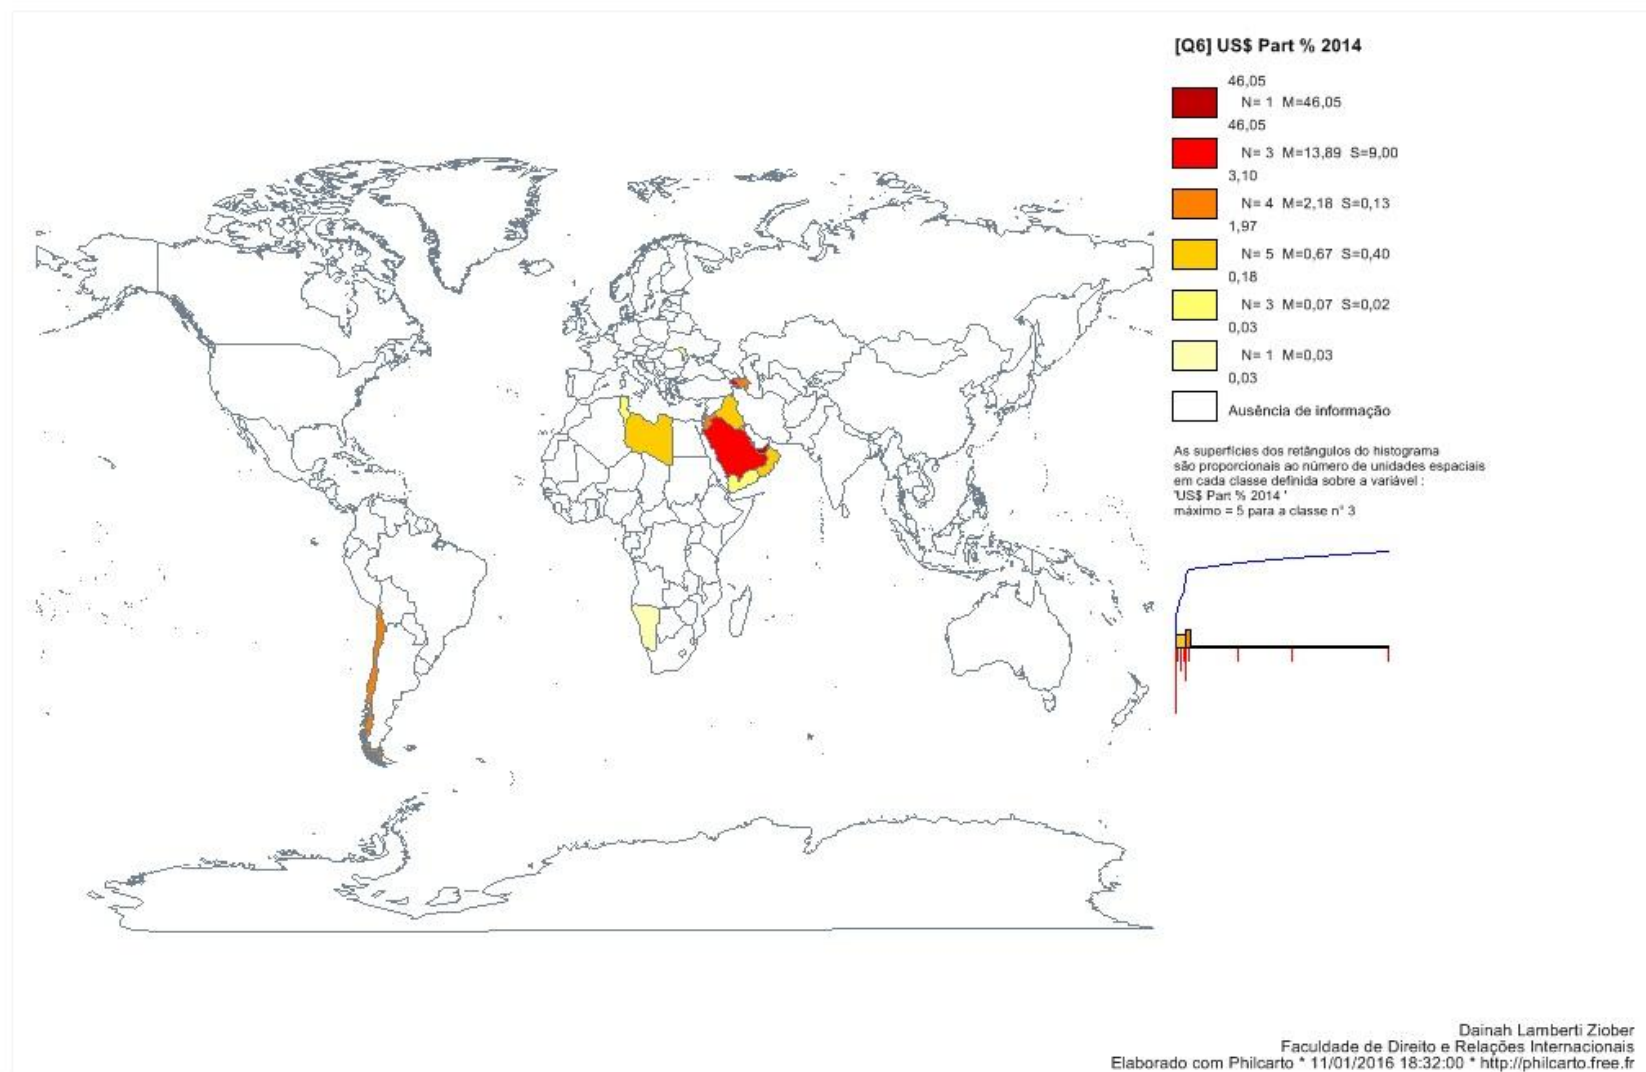 [Q6] US$ Part % 2014
46,05
N= 1 M=46,05
46,05
N= 3 M=13,89 S=9,00
3,10
N= 4 M=2,18 S=0,13
1,97
N= 5 M=0,67 S=0,40
0,18
N= 3 M=0,07 S=0,02
0,03
N= 1 M=0,03
0,03
Ausência de informação
As superfícies dos retângulos do histograma
são proporcionais ao número de unidades espaciais
em cada classe definida sobre a variável :
'US$ Part % 2014 '
máximo = 5 para a classe n° 3
Dainah Lamberti Ziober
Faculdade de Direito e Relações Internacionais
Elaborado com Philcarto * 11/01/2016 18:32:00 * http://philcarto.free.fr